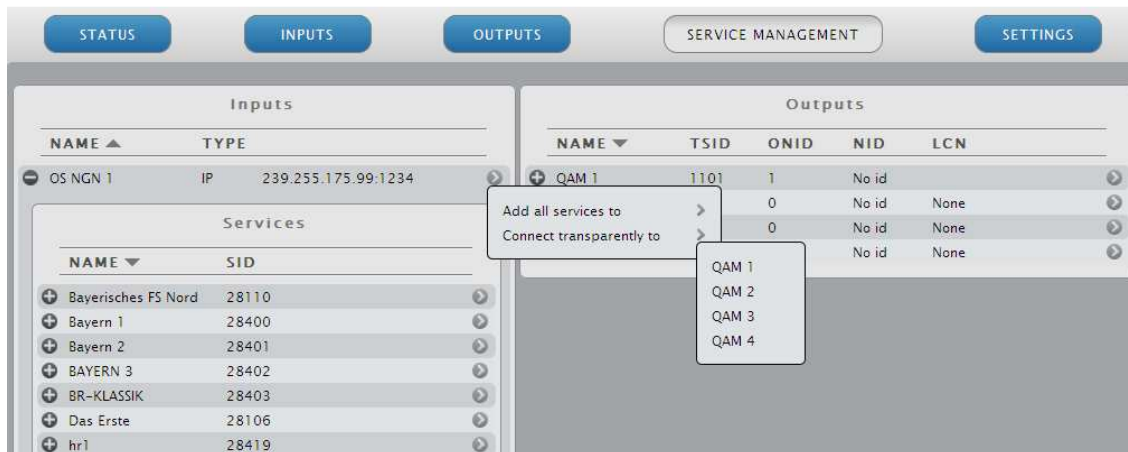 STATUS INPUTS OUTPUTS SERVICE MANAGEMENT SETTINGS
Inputs
NAME TYPE
OS NGN 1 IP 239.255.175.99:1234
Services
NAME SID
Bayerisches FS Nord 28110
Bayern 1 28400
Bayern 2 28401
BAYERN 3 28402
BR-KLASSIK 28403
Das Erste 28106
hr1 28419
Outputs
NAME TSID ONID NID LCN
QAM 1 1101 1 No id
0 No id None
0 No id None
No id None
Add all services to
Connect transparently to
QAM 1
QAM 2
QAM 3
QAM 4